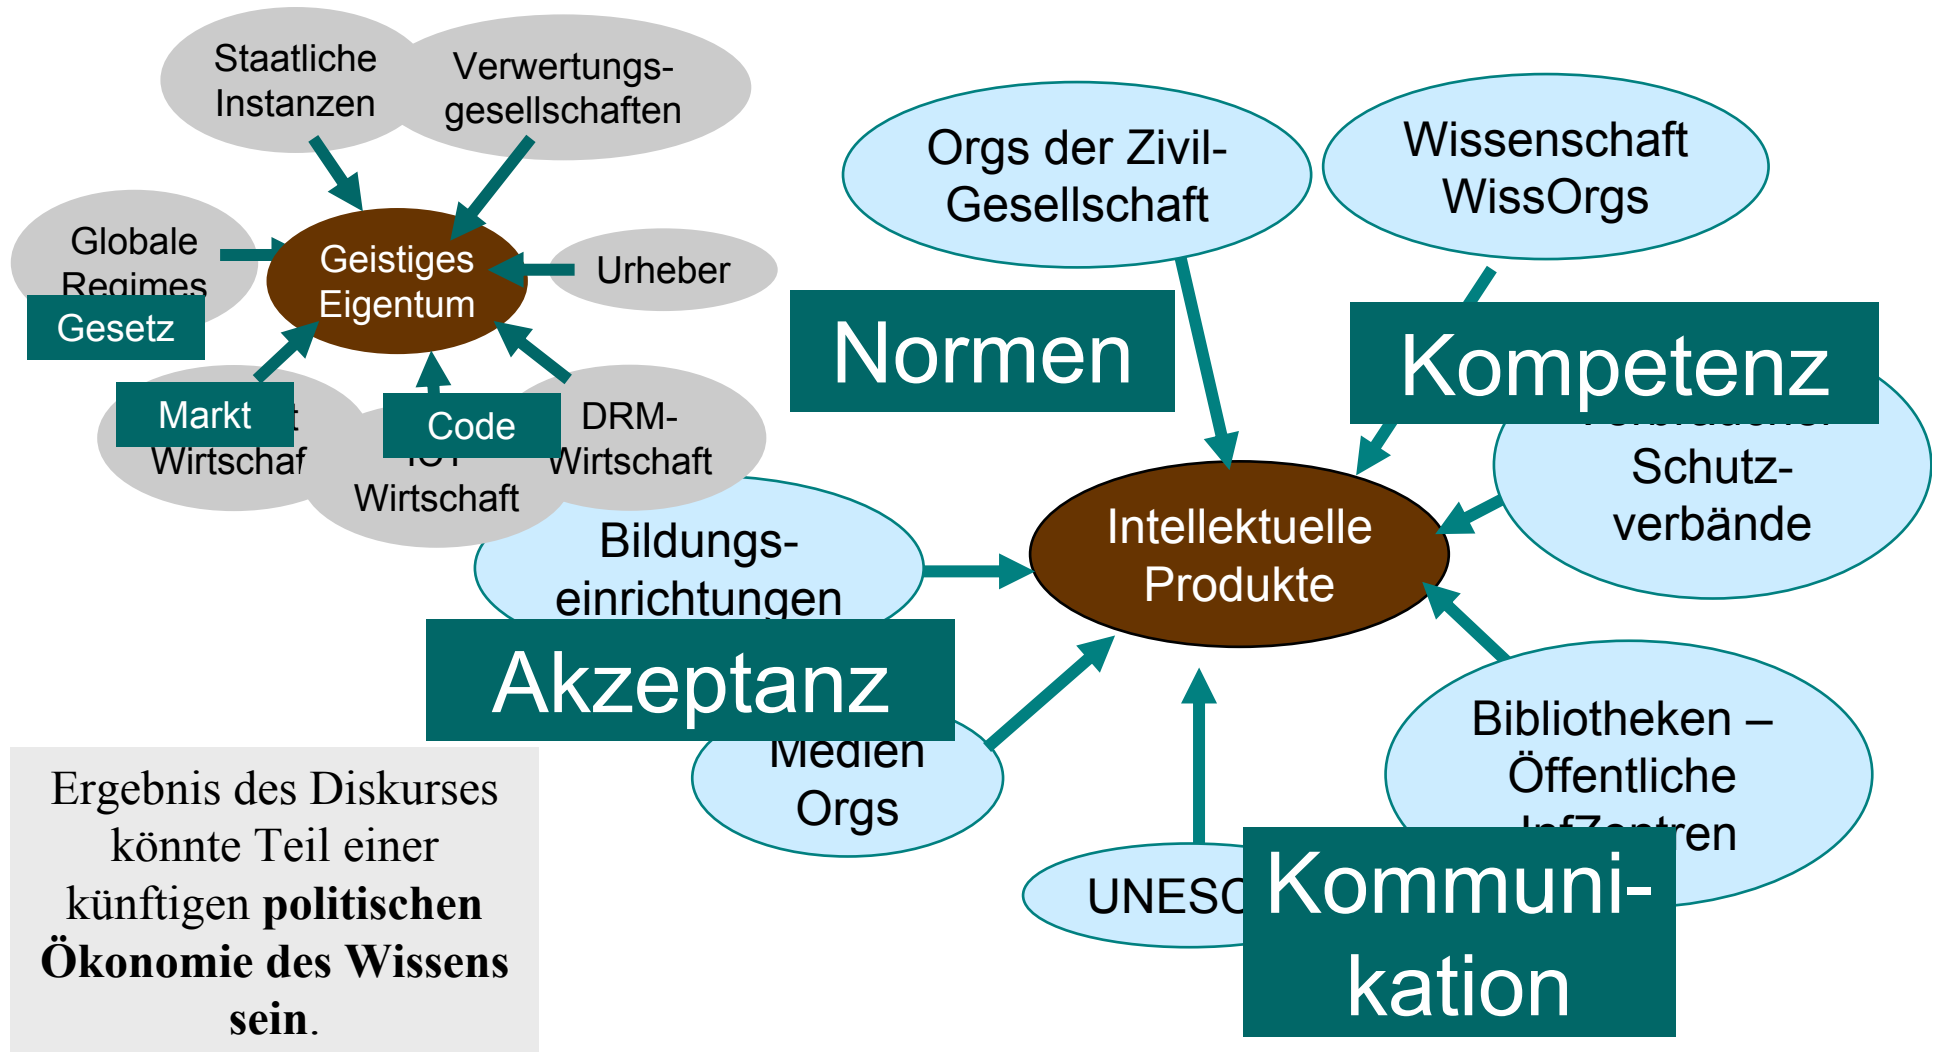 Staatliche
Instanzen
Verwertungs-
gesellschaften
Globale
Regimes
Gesetz
Geistiges
Eigentum
Urheber
Markt
Wirtschaf
Code
Wirtschaft
DRM-
Wirtschaft
Orgs der Zivil-
Gesellschaft
Wissenschaft
WissOrgs
Normen
Kompetenz
Schutz-
verbände
Intellektuelle
Produkte
Bildungs-
einrichtungen
Akzeptanz
Medien
Orgs
Bibliotheken –
Öffentliche
InfZentren
UNESC
Kommuni-
kation
Ergebnis des Diskurses
könnte Teil einer
künftigen politischen
Ökonomie des Wissens
sein.